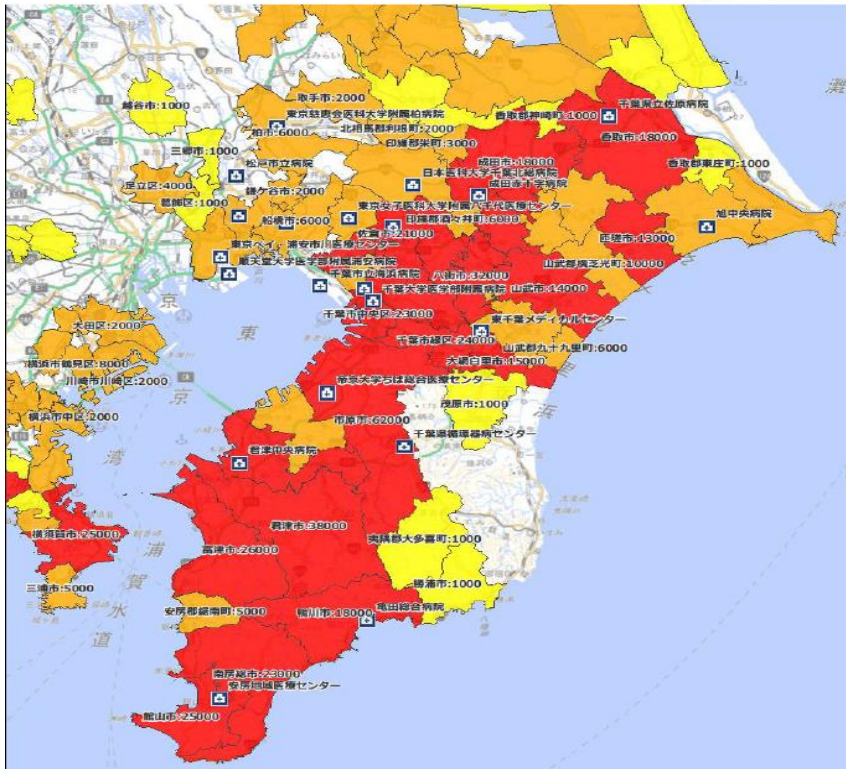 取手市:2000
千葉県立佐原病院
越谷市:1000
東京慈恵会医科大学附属柏病院
香取郡神崎町:1000
柏市:6000
北相馬郡利根町:2000
香取市:18000
印旛郡栄町:3000
三郷市:1000
成田市:18000
香取郡東庄町:1000
松戸市立病院
日本医科大学千葉北総病院
足立区:4000
鎌ケ谷市:2000
成田赤十字病院
葛飾区:1000
東京女子医科大学附属八千代医療センター
船橋市:6000
印旛郡酒々井町:6000
旭中央病院
佐倉市:21000
匝瑳市:13000
東京ベイ・浦安市川医療センター
順天堂大学医学部附属浦安病院
山武郡横芝光町:10000
千葉市立海浜病院
八街市:32000
千葉大学医学部附属病院
山武市:14000
京
東
千葉市中央区:23000
東千葉メディカルセンター
大田区:2000
千葉市緑区:24000
山武郡九十九里町:6000
横浜市鶴見区:8000
大網白里市:15000
川崎市川崎区:2000
帝京大学ちば総合医療センター
京
里
浜
茂原市:1000
横浜市中区:2000
市原市:62000
千葉県循環器病センター
湾
君津中央病院
君津市:38000
横須賀市:25000
浦
夷隅郡大多喜町:1000
富津市:26000
賀
三浦市:5000
勝浦市:1000
水
安房郡鋸南町:5000
鴨川市:18000
亀田総合病院
道
南房総市:23000
安房地域医療センター
館山市:25000
灘